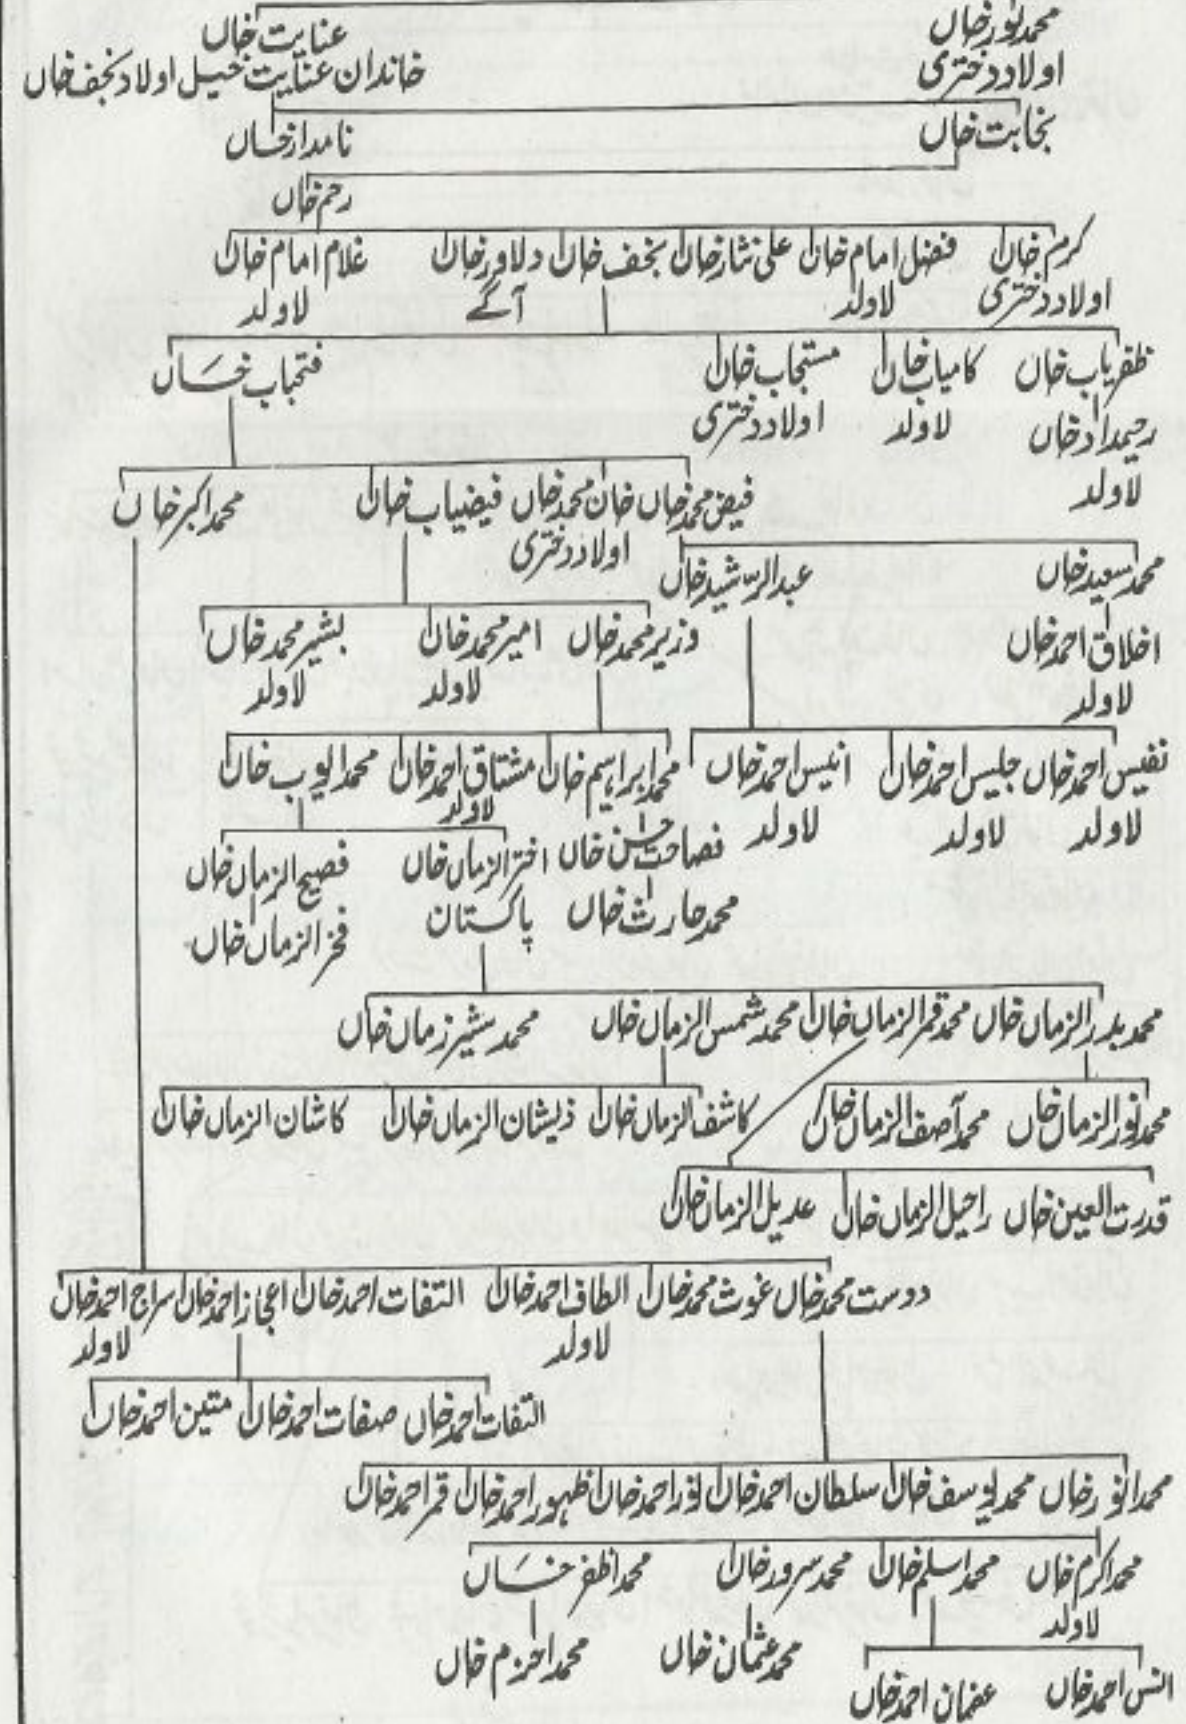 محمد نور خاں عنایت خاں
اولاد دختری خاندان عنایت خیل اولاد نجف خاں
نجابت خاں نامدار خاں
رحم خاں
کرم خاں فضل امام خاں علی نثار خاں نجف خاں دلاور خاں غلام امام خاں
اولاد دختری لاولد آگے لاولد
ظفریاب خاں کامیاب خاں مستجاب خاں فتحیاب خاں
رحیمداد خاں لاولد اولاد دختری
لاولد
فیض محمد خاں خان محمد خاں فیضیاب خاں محمد اکبر خاں
اولاد دختری
محمد سعید خاں عبدالرّشید خاں
اخلاق احمد خاں وزیر محمد خاں امیر محمد خاں بشیر محمد خاں
لاولد لاولد لاولد
نفیس احمد خاں جلیس احمد خاں انیس احمد خاں محمد ابراہیم خاں مشتاق احمد خاں محمد ایوب خاں
لاولد لاولد لاولد لاولد
فصاحت حسن خاں اختر الزماں خاں فصیح الزماں خاں
محمد حارث خاں پاکستان فخر الزماں خاں
محمد بدر الزماں خاں محمد قمر الزماں خاں محمد شمس الزماں خاں محمد شیر زماں خاں
محمد نور الزماں خاں محمد آصف الزماں خاں کاشف الزماں خاں ذیشان الزماں خاں کاشان الزماں خاں
قدرت العین خاں راحیل الزماں خاں عدیل الزماں خاں
دوست محمد خاں غوث محمد خاں الطاف احمد خاں التفات احمد خاں اعجاز احمد خاں سراج احمد خاں
لاولد لاولد
التفات احمد خاں صفات احمد خاں متین احمد خاں
محمد انور خاں محمد یوسف خاں سلطان احمد خاں نور احمد خاں ظہور احمد خاں قمر احمد خاں
محمد اکرم خاں محمد اسلم خاں محمد سرور خاں محمد اظفر خاں
لاولد
محمد عثمان خاں محمد احزم خاں
انس احمد خاں عفان احمد خاں